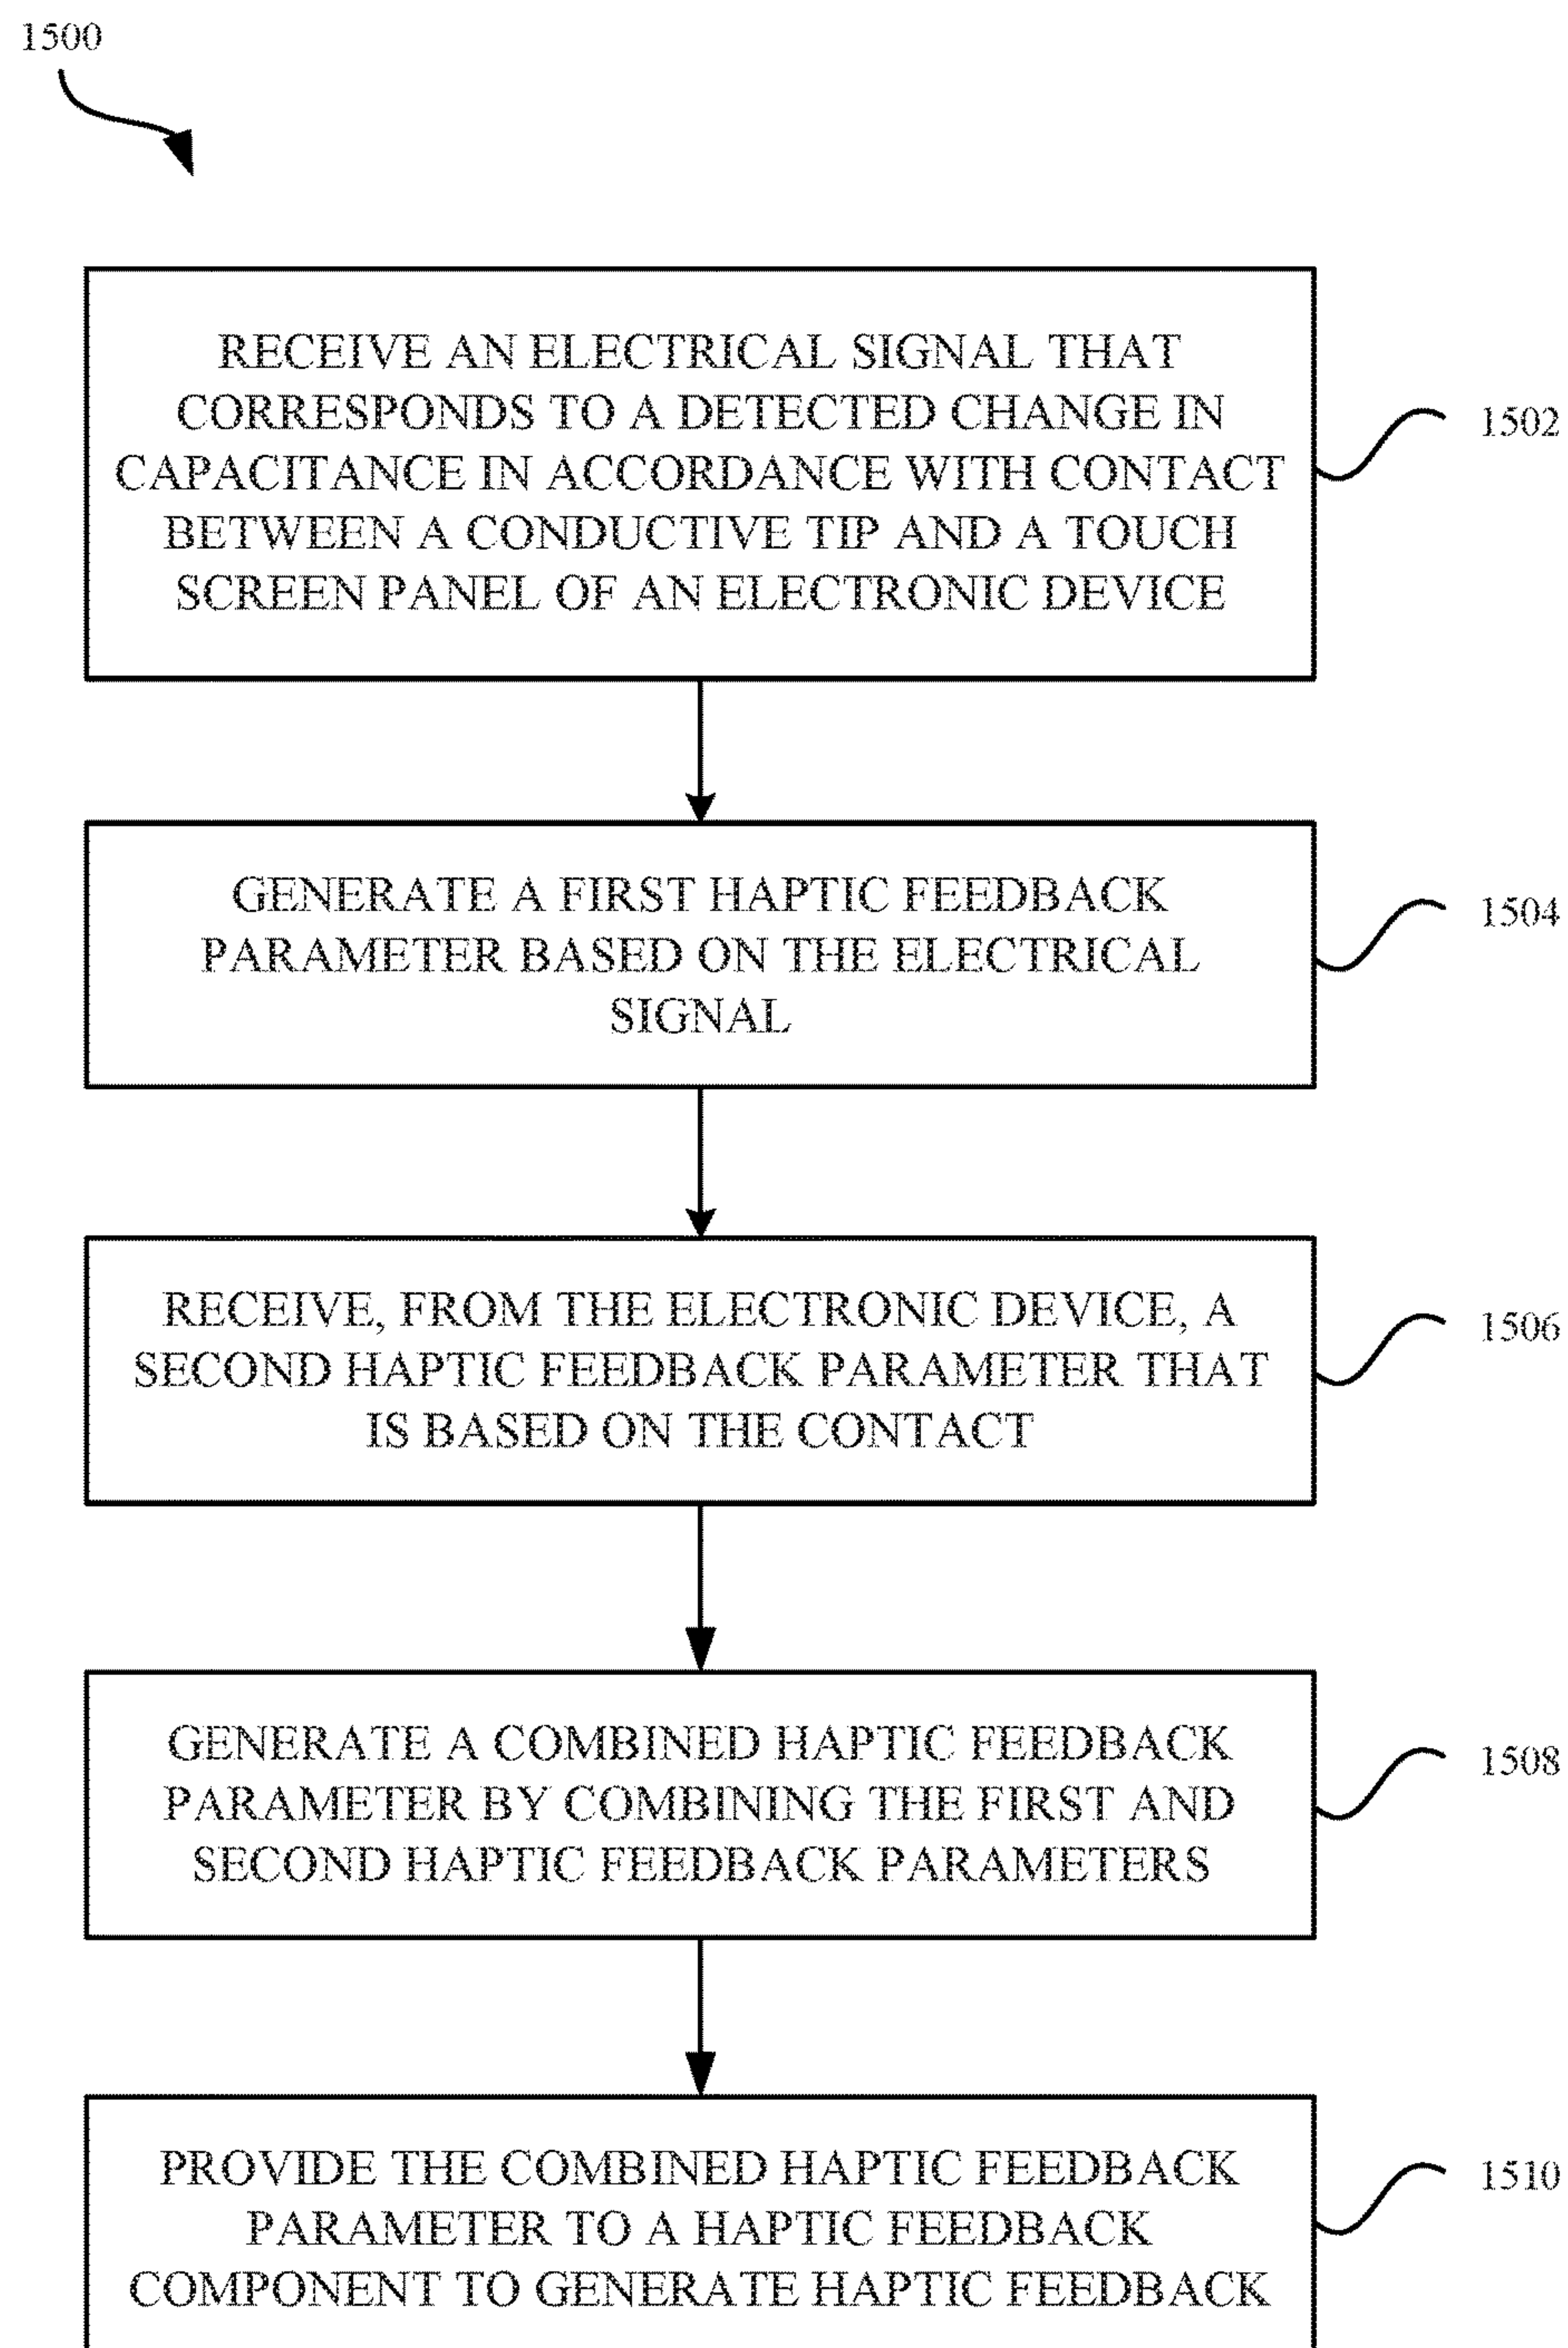 1500
RECEIVE AN ELECTRICAL SIGNAL THAT
CORRESPONDS TO A DETECTED CHANGE IN
CAPACITANCE IN ACCORDANCE WITH CONTACT
BETWEEN A CONDUCTIVE TIP AND A TOUCH
SCREEN PANEL OF AN ELECTRONIC DEVICE
1502
GENERATE A FIRST HAPTIC FEEDBACK
PARAMETER BASED ON THE ELECTRICAL
SIGNAL
1504
RECEIVE, FROM THE ELECTRONIC DEVICE, A
SECOND HAPTIC FEEDBACK PARAMETER THAT
IS BASED ON THE CONTACT
1506
GENERATE A COMBINED HAPTIC FEEDBACK
PARAMETER BY COMBINING THE FIRST AND
SECOND HAPTIC FEEDBACK PARAMETERS
1508
PROVIDE THE COMBINED HAPTIC FEEDBACK
PARAMETER TO A HAPTIC FEEDBACK
COMPONENT TO GENERATE HAPTIC FEEDBACK
1510